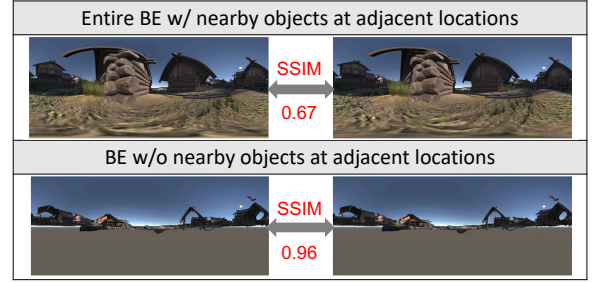 Entire BE w/ nearby objects at adjacent locations
SSIM
0.67
BE w/o nearby objects at adjacent locations
SSIM
0.96